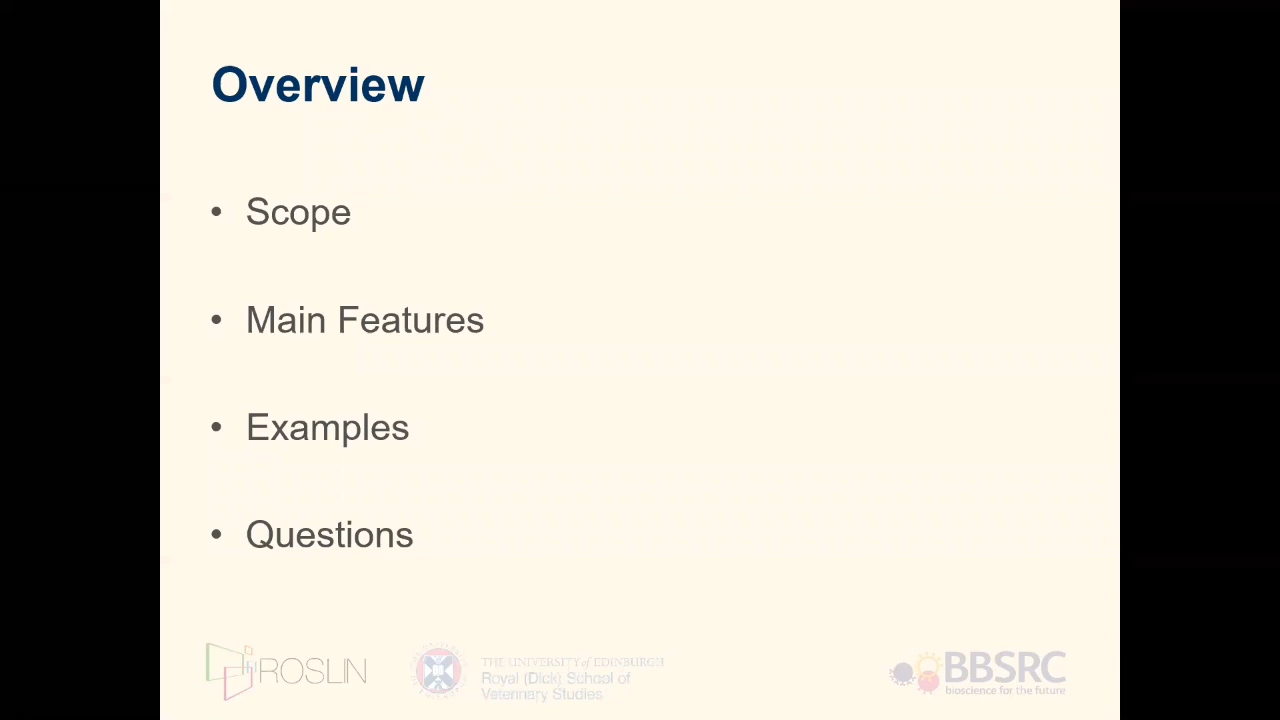 Overview
• Scope
• Main Features
• Examples
• Questions
ROSLIN
THE UNIVERSITY of EDINBURGH
Royal (Dick) School of
Veterinary Studies
BBSRC
bioscience for the future